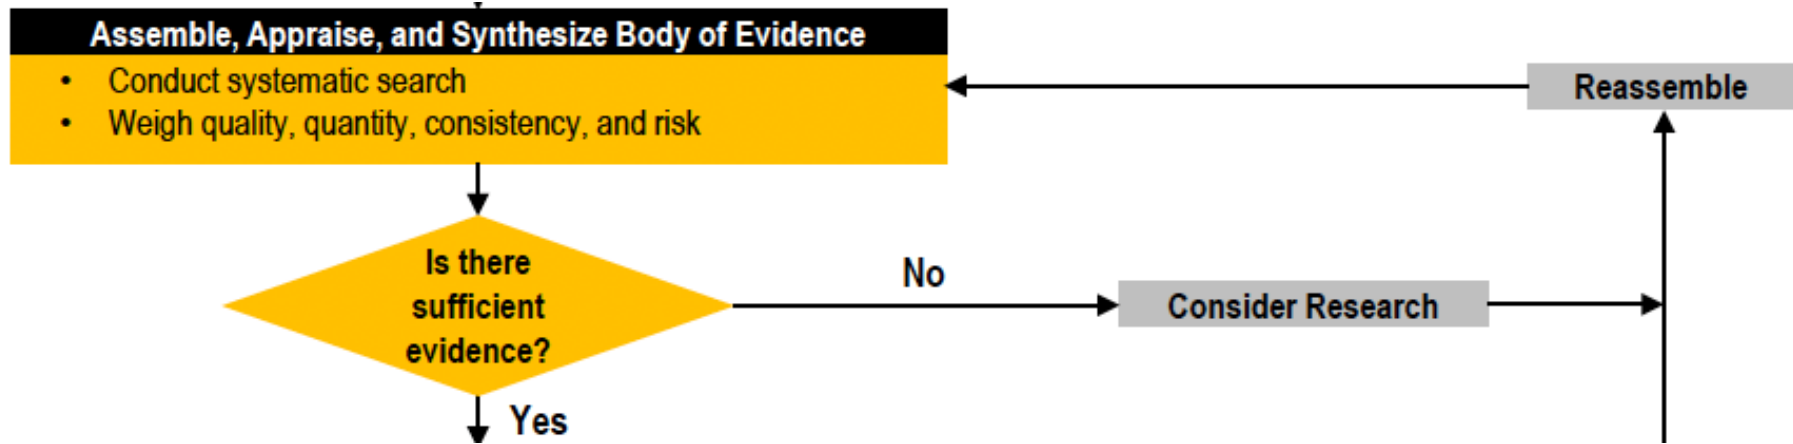 Assemble, Appraise, and Synthesize Body of Evidence
• Conduct systematic search
• Weigh quality, quantity, consistency, and risk
Reassemble
Is there
sufficient
evidence?
No
Consider Research
Yes